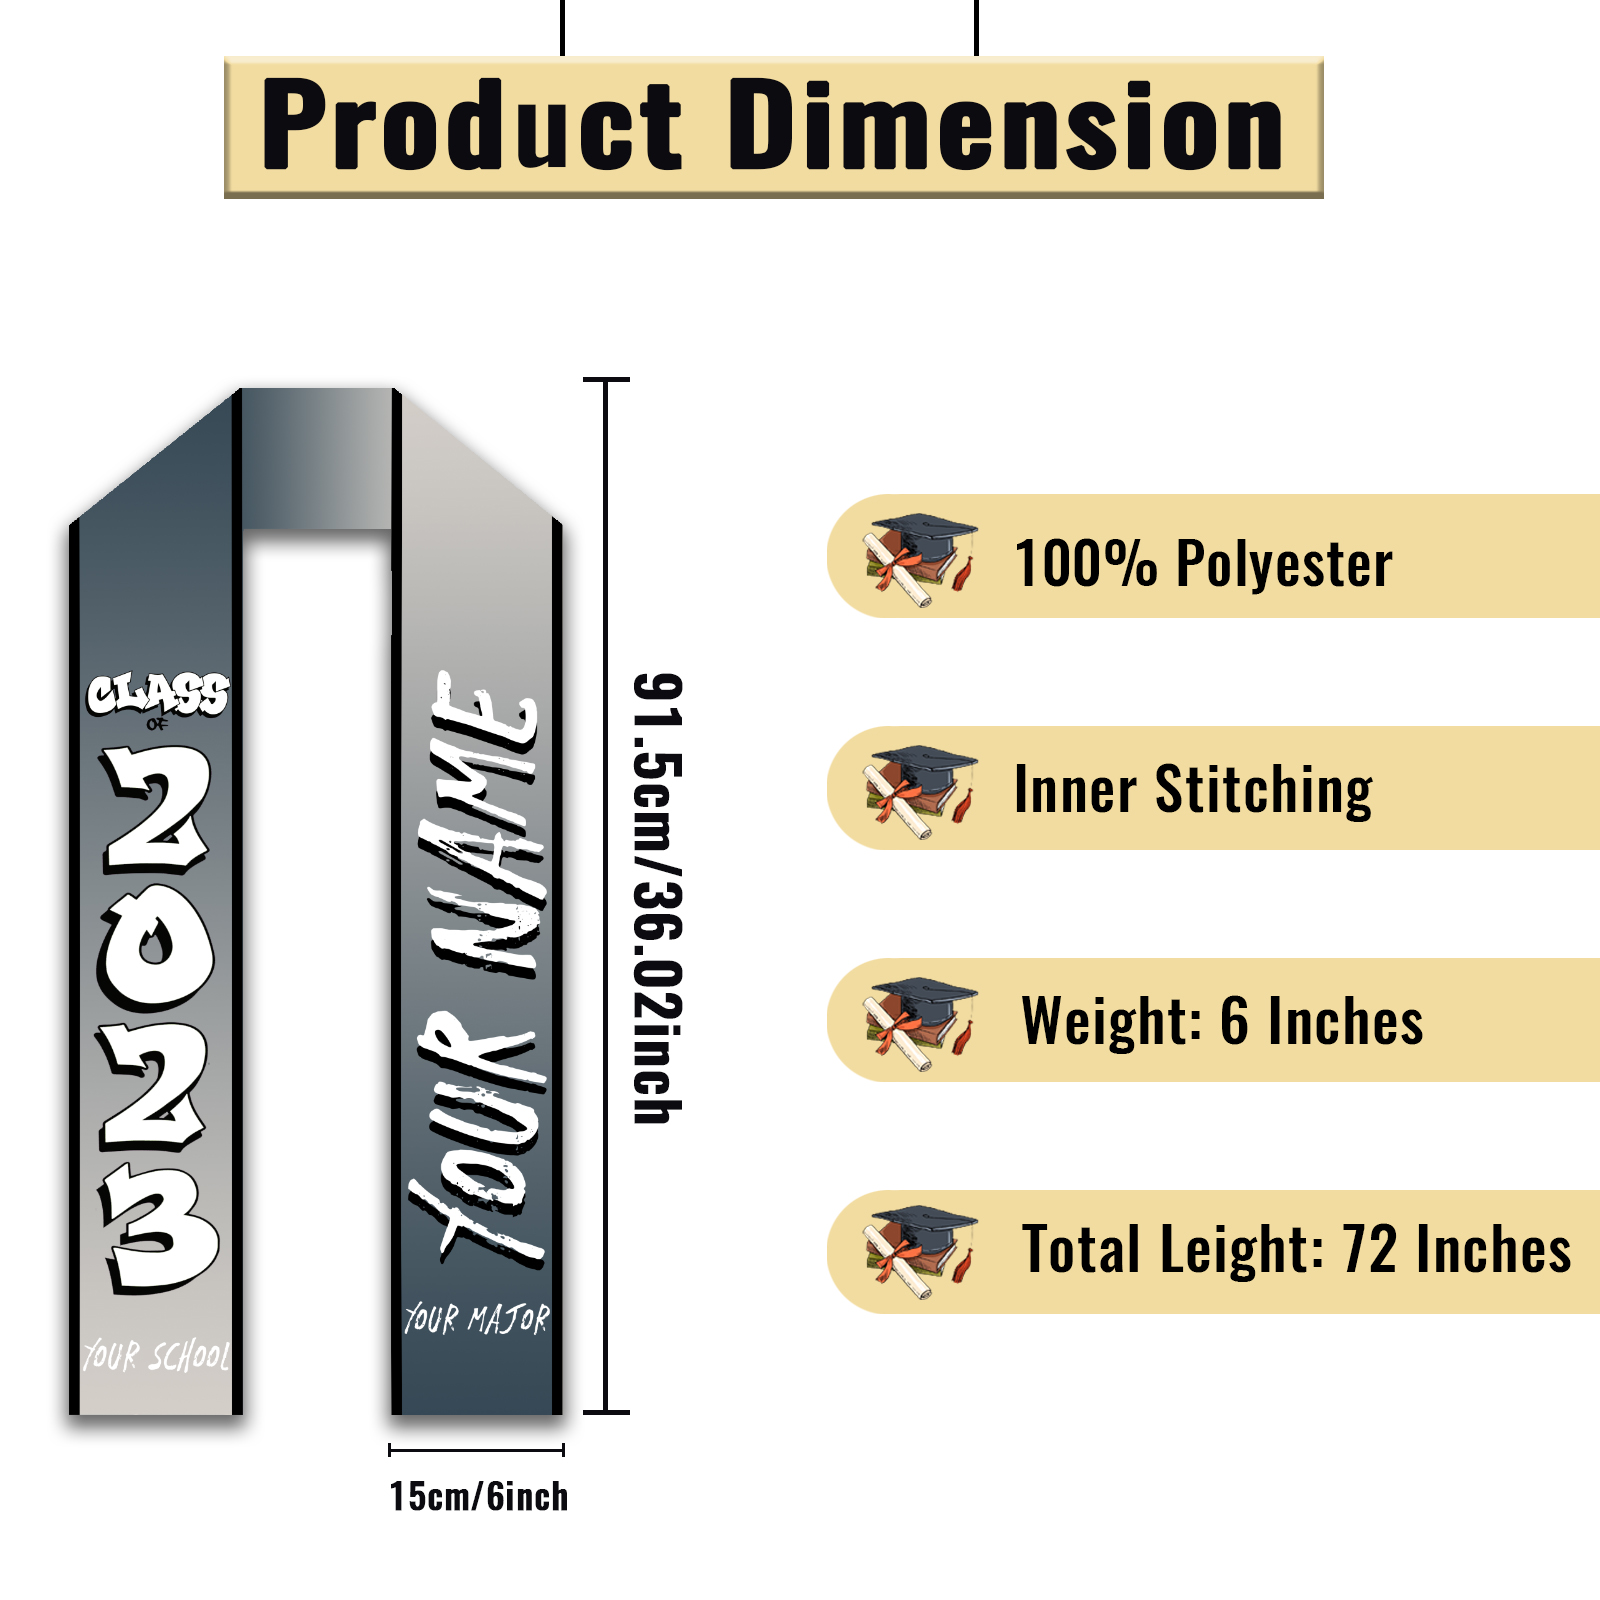 Product Dimension
CLASS
OF
2023
YOUR SCHOOL
YOUR NAME
YOUR MAJOR
91.5cm/36.02inch
15cm/6inch
100% Polyester
Inner Stitching
Weight: 6 Inches
Total Leight: 72 Inches